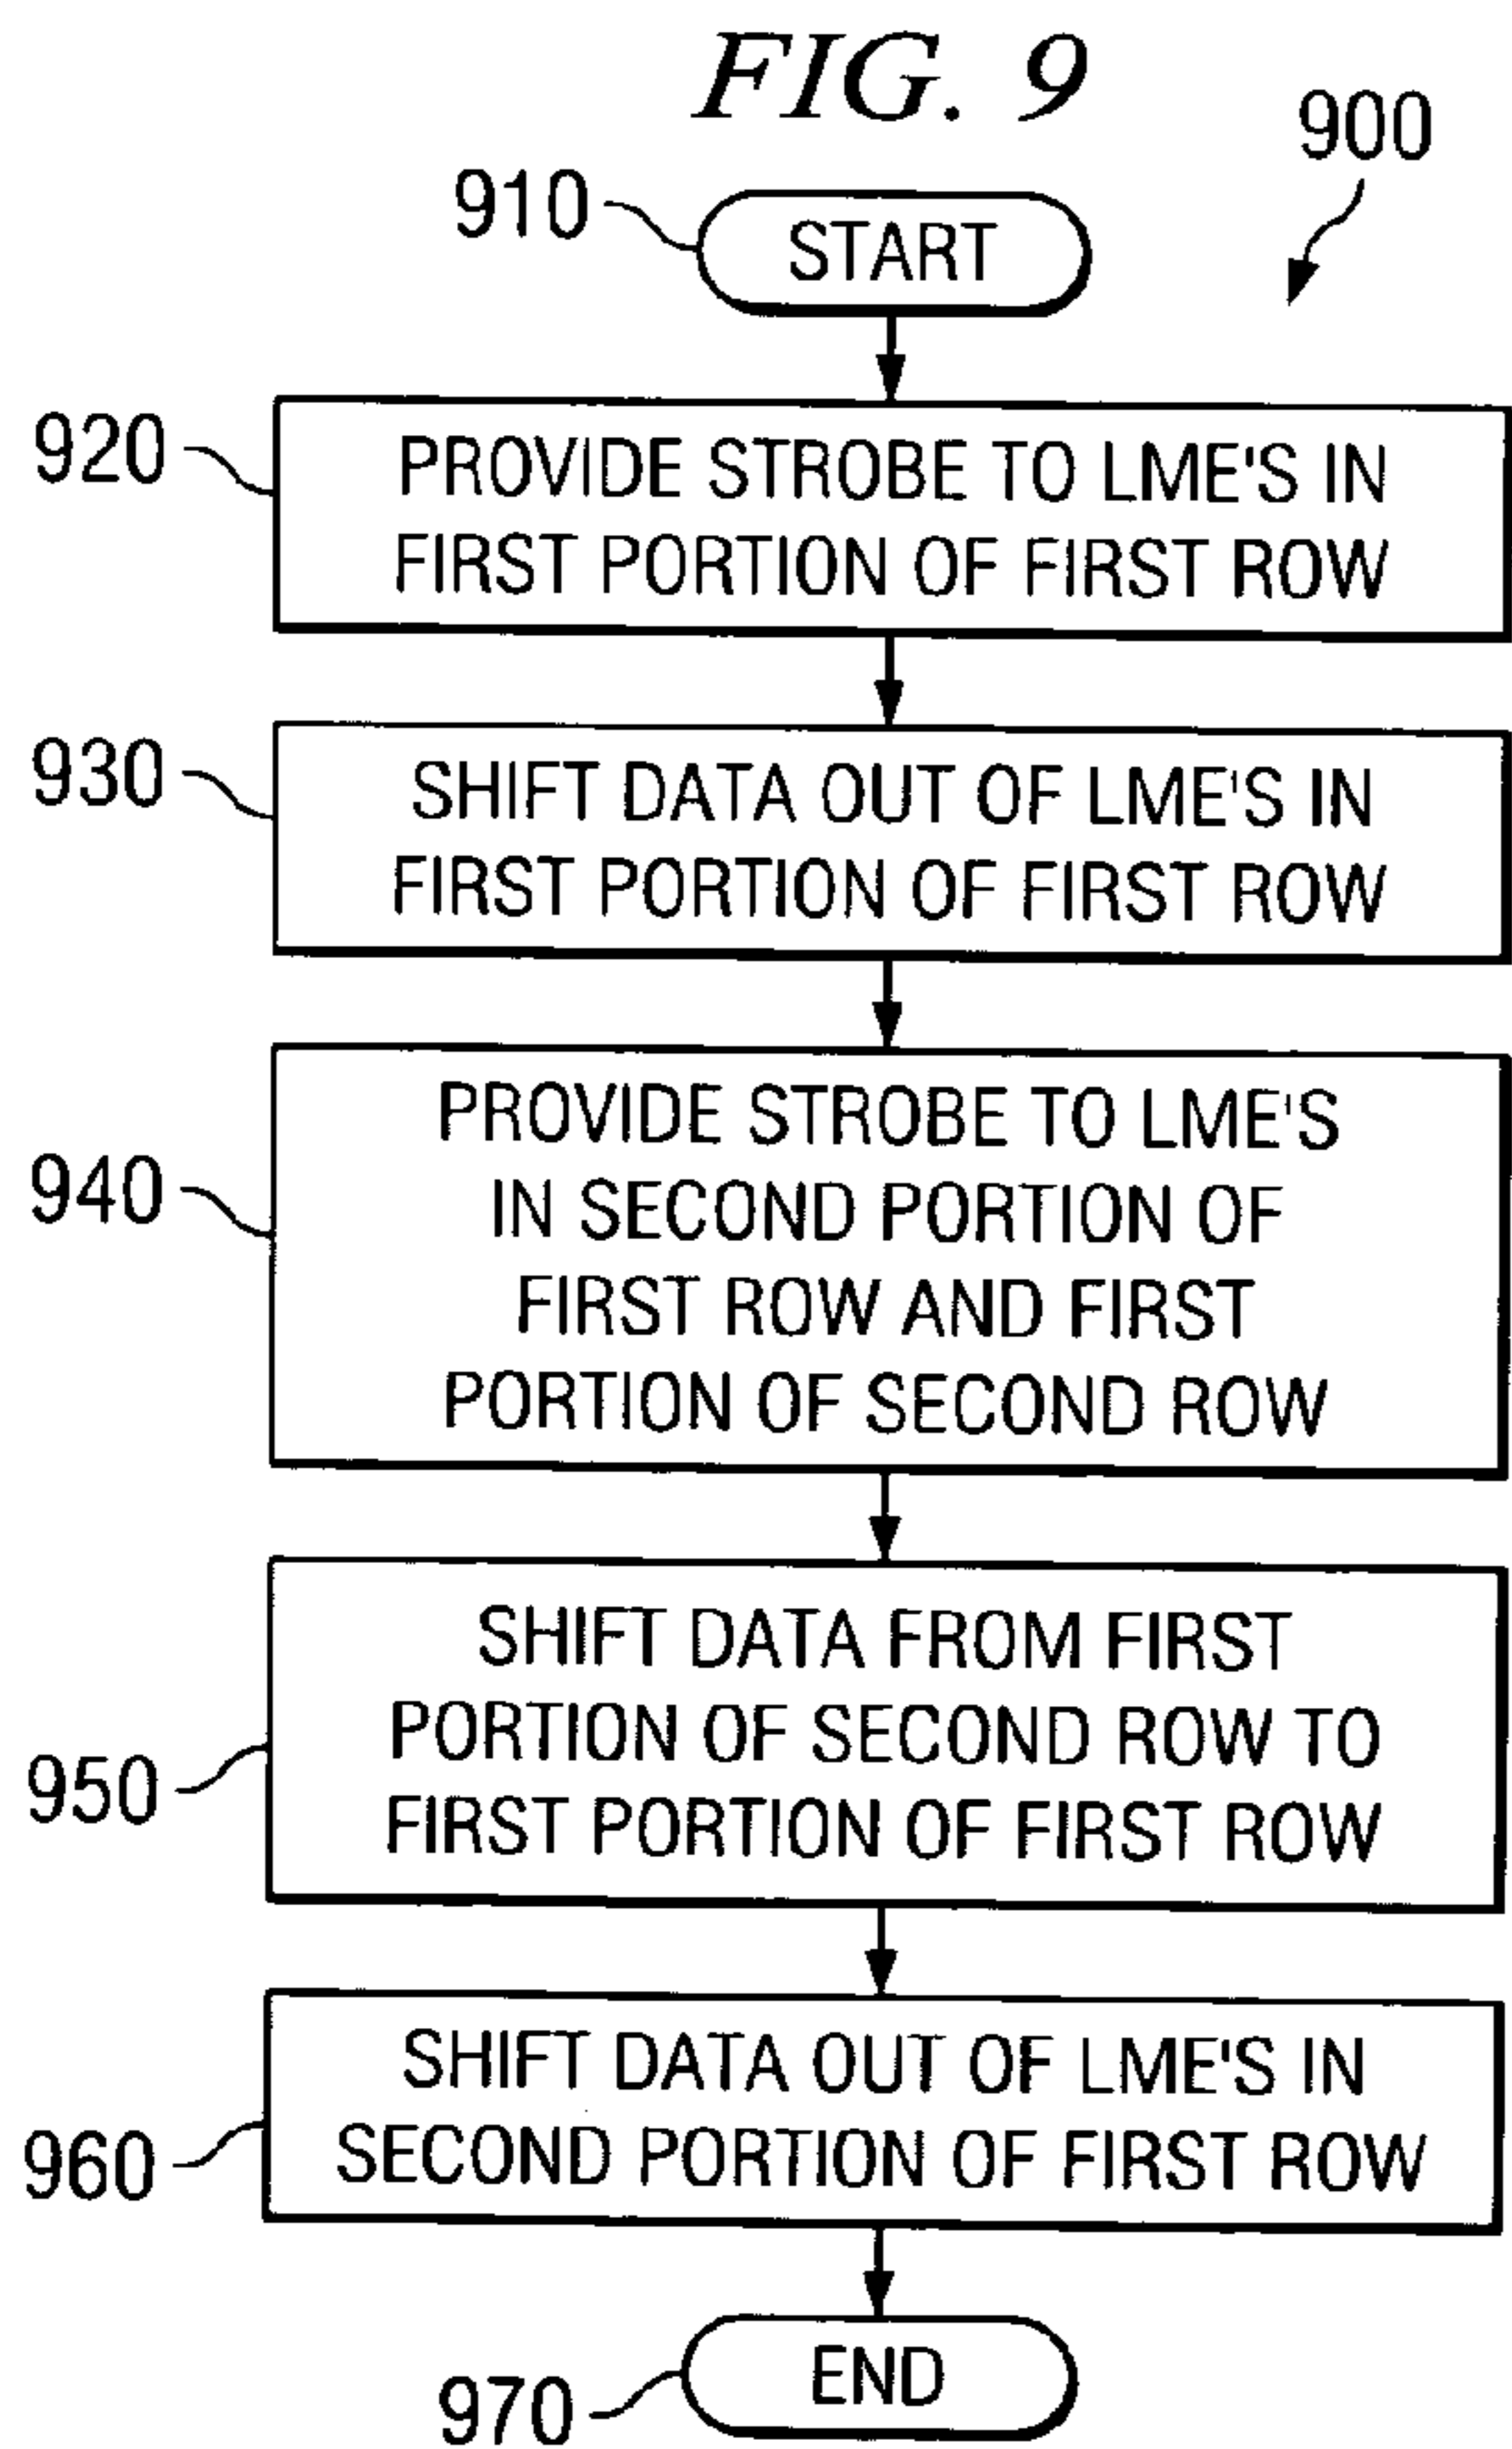 FIG. 9
900
910
START
920
PROVIDE STROBE TO LME'S IN
FIRST PORTION OF FIRST ROW
930
SHIFT DATA OUT OF LME'S IN
FIRST PORTION OF FIRST ROW
940
PROVIDE STROBE TO LME'S
IN SECOND PORTION OF
FIRST ROW AND FIRST
PORTION OF SECOND ROW
950
SHIFT DATA FROM FIRST
PORTION OF SECOND ROW TO
FIRST PORTION OF FIRST ROW
960
SHIFT DATA OUT OF LME'S IN
SECOND PORTION OF FIRST ROW
970
END